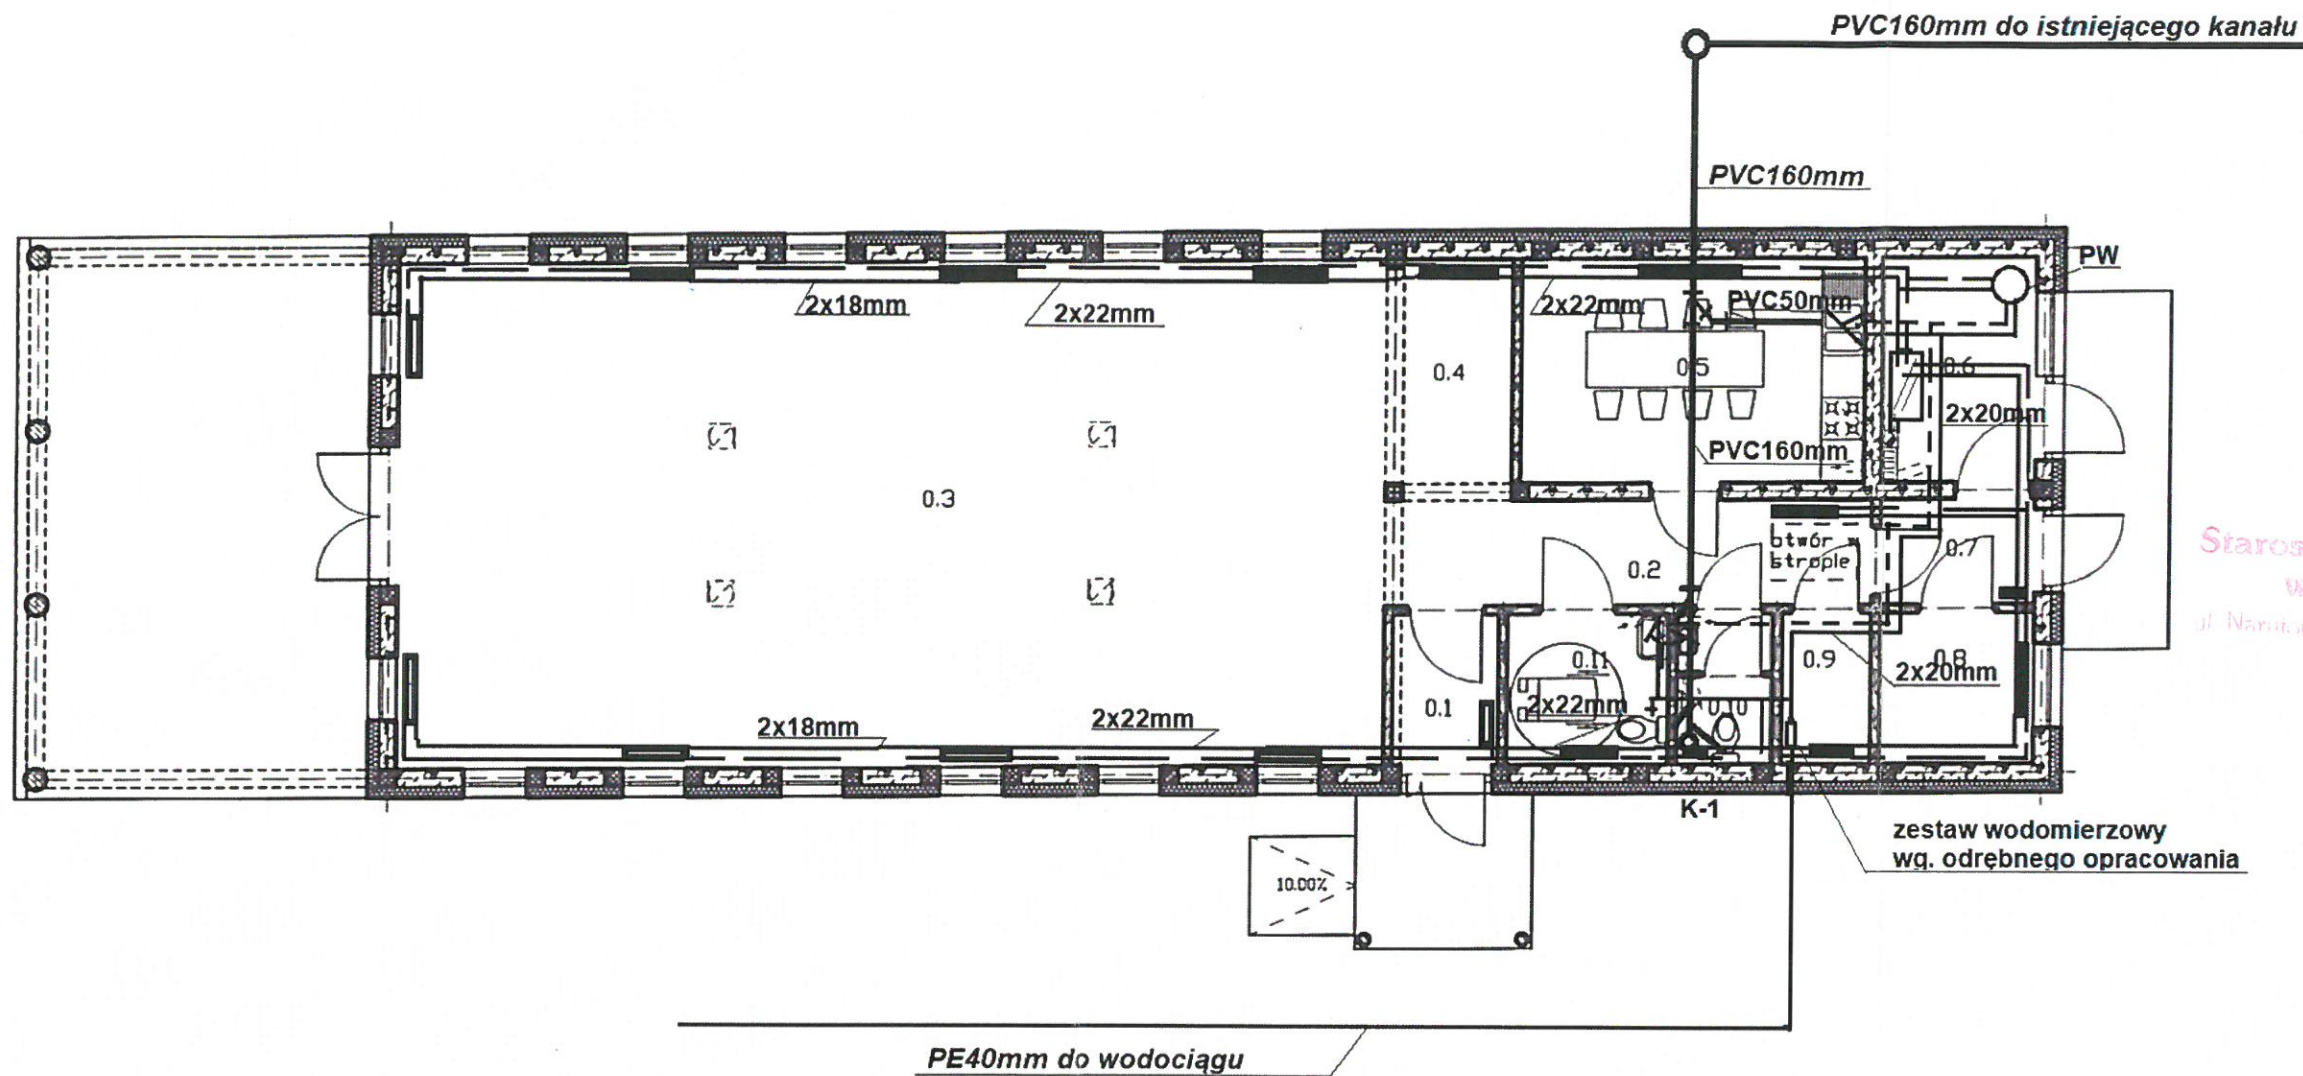 PVC160mm do istniejącego kanału
PVC160mm
PW
2x18mm
2x22mm
2x22mm
PVC50mm
0.4
0.5
0.6
2x20mm
PVC160mm
0.3
otwór w
stropie
0.7
0.2
0.11
0.9
0.8
2x20mm
0.1
2x22mm
2x18mm
2x22mm
K-1
zestaw wodomierzowy
wg. odrębnego opracowania
10.00%
PE40mm do wodociągu
Staros
w
ul.